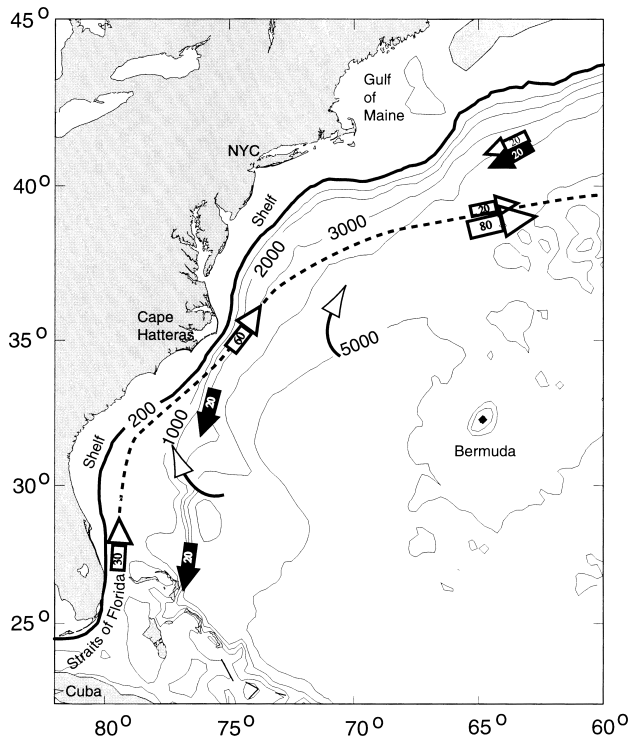 45°
Gulf
of
Maine
NYC
20
20
40°
Shelf
20
80
3000
2000
Cape
Hatteras
60
35°
5000
20
200
1000
Shelf
Bermuda
30°
30
20
25°
Straits of Florida
Cuba
80° 75° 70° 65° 60°